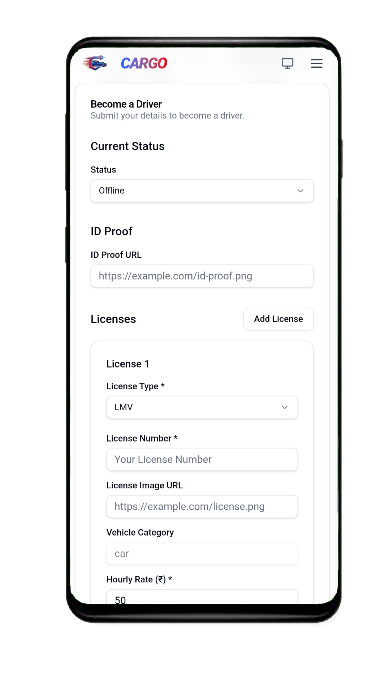 CARGO
Become a Driver
Submit your details to become a driver.
Current Status
Status
Offline
ID Proof
ID Proof URL
https://example.com/id-proof.png
Licenses
Add License
License 1
License Type *
LMV
License Number *
Your License Number
License Image URL
https://example.com/license.png
Vehicle Category
car
Hourly Rate (₹) *
50